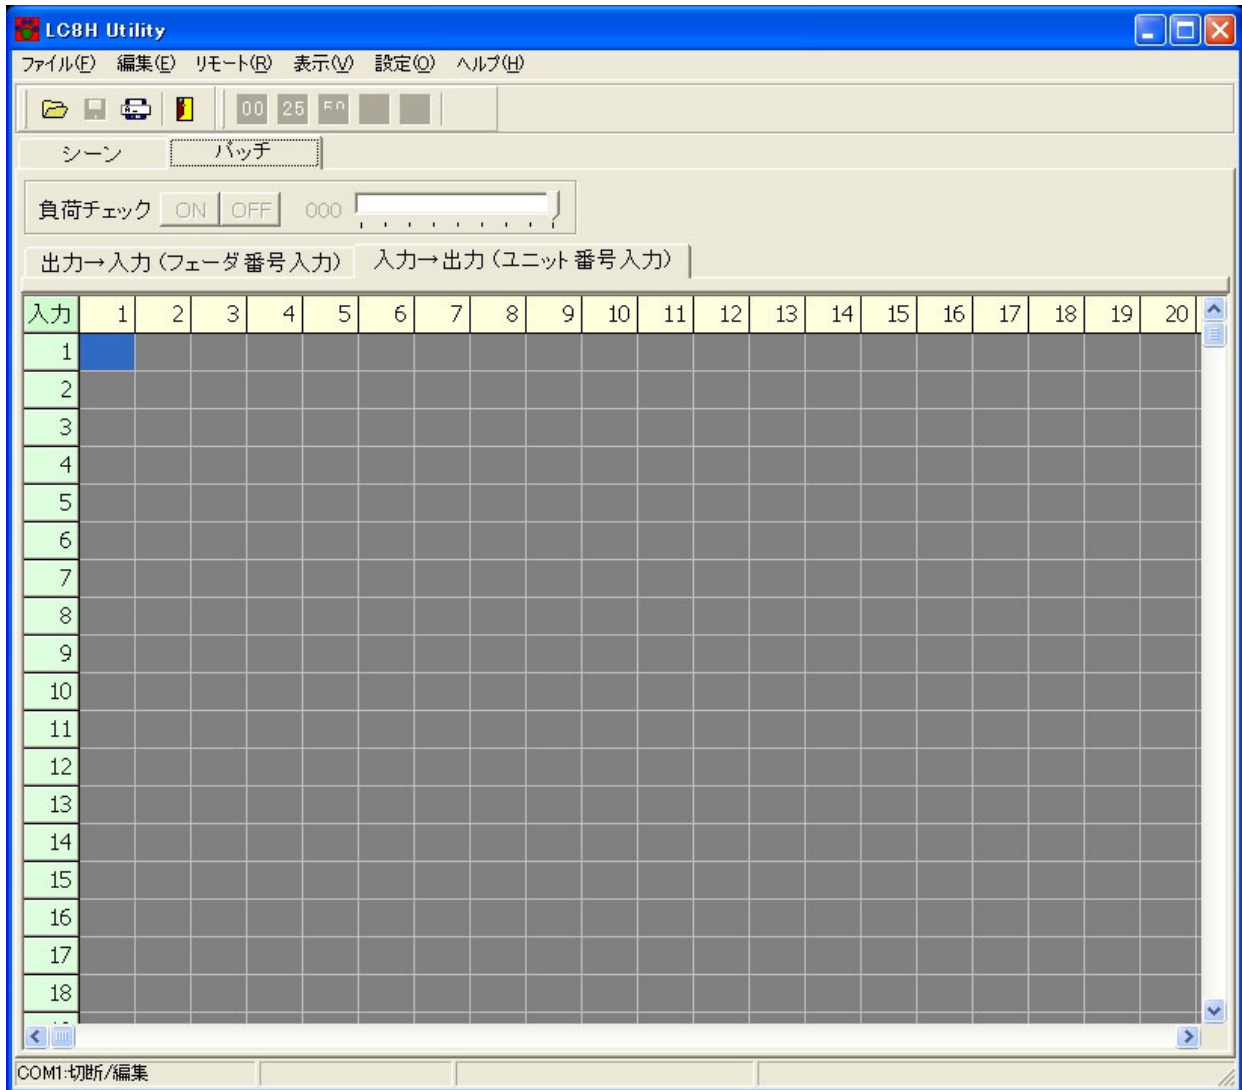 LC8H Utility
ファイル(F) 編集(E) リモート(R) 表示(V) 設定(O) ヘルプ(H)
00 25 50
シーン パッチ
負荷チェック ON OFF 000
出力→入力(フェーダ番号入力) 入力→出力(ユニット番号入力)
入力 1 2 3 4 5 6 7 8 9 10 11 12 13 14 15 16 17 18 19 20
1
2
3
4
5
6
7
8
9
10
11
12
13
14
15
16
17
18
COM1:切断/編集